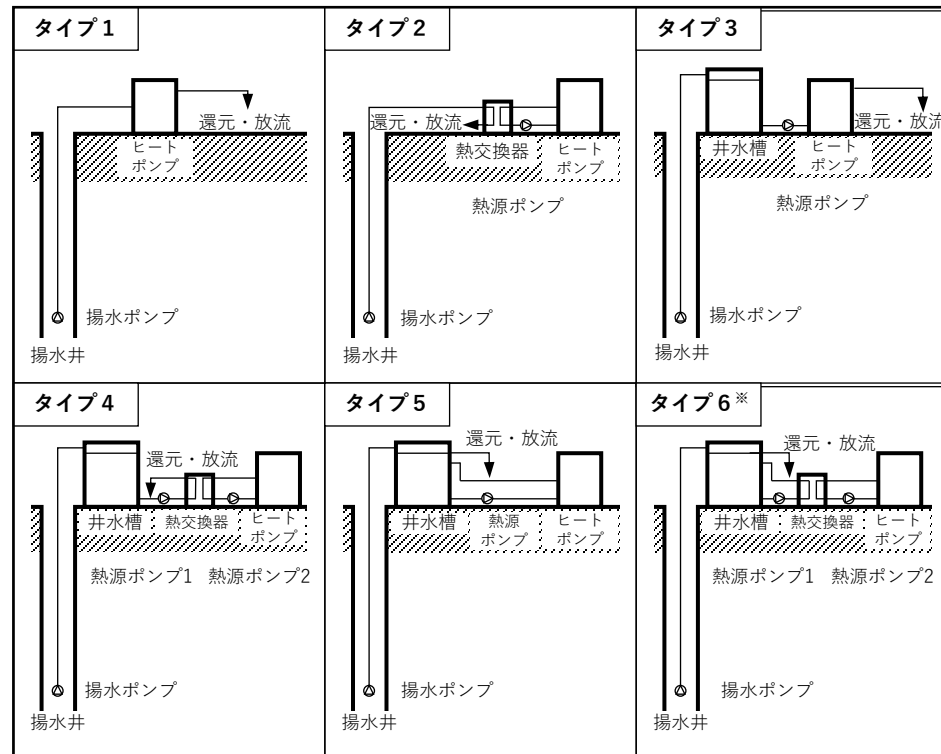 タイプ1
還元・放流
ヒート
ポンプ
揚水ポンプ
揚水井
タイプ2
還元・放流
熱交換器
ヒート
ポンプ
熱源ポンプ
揚水ポンプ
揚水井
タイプ3
還元・放流
井水槽
ヒート
ポンプ
熱源ポンプ
揚水ポンプ
揚水井
タイプ4
還元・放流
井水槽
熱交換器
ヒート
ポンプ
熱源ポンプ1
熱源ポンプ2
揚水ポンプ
揚水井
タイプ5
還元・放流
井水槽
熱源
ポンプ
ヒート
ポンプ
揚水ポンプ
揚水井
タイプ6※
還元・放流
井水槽
熱交換器
ヒート
ポンプ
熱源ポンプ1
熱源ポンプ2
揚水ポンプ
揚水井